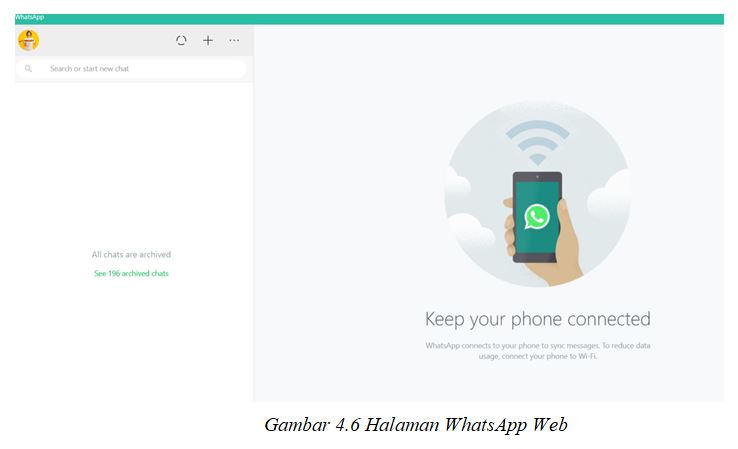 WhatsApp
Search or start new chat
All chats are archived
See 196 archived chats
Keep your phone connected
WhatsApp connects to your phone to sync messages. To reduce data
usage, connect your phone to Wi-Fi.
Gambar 4.6 Halaman WhatsApp Web